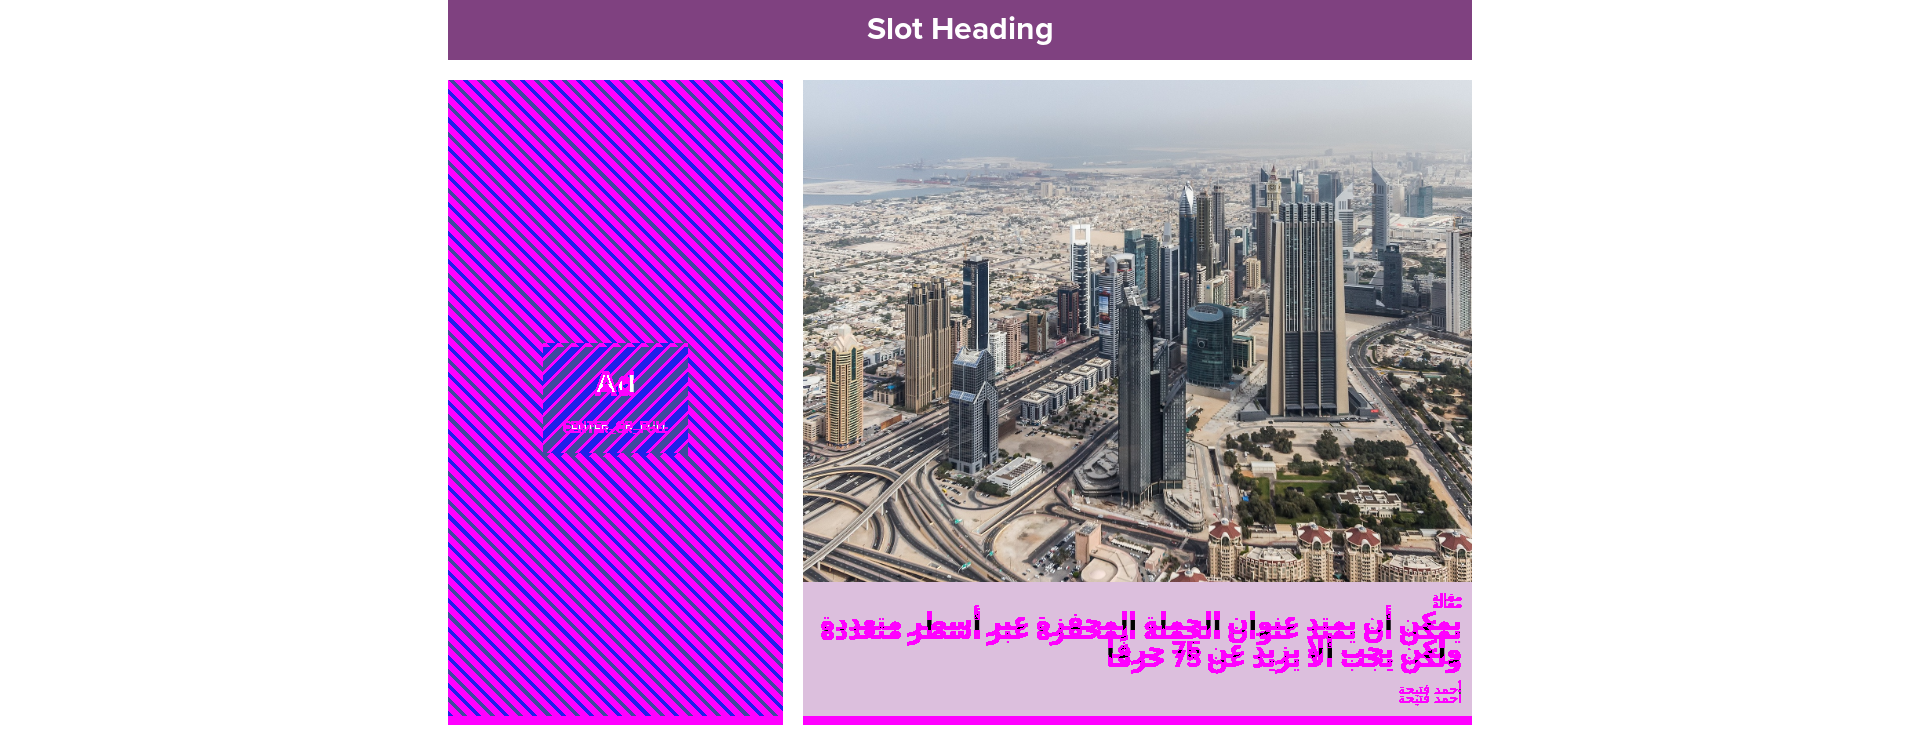 Slot Heading
Ad
مقالة
يمكن أن يمتد عنوان الجملة المحفزة عبر أسطر متعددة
ولكن يجب ألا يزيد عن 75 حرفًا
أحمد فتيحة